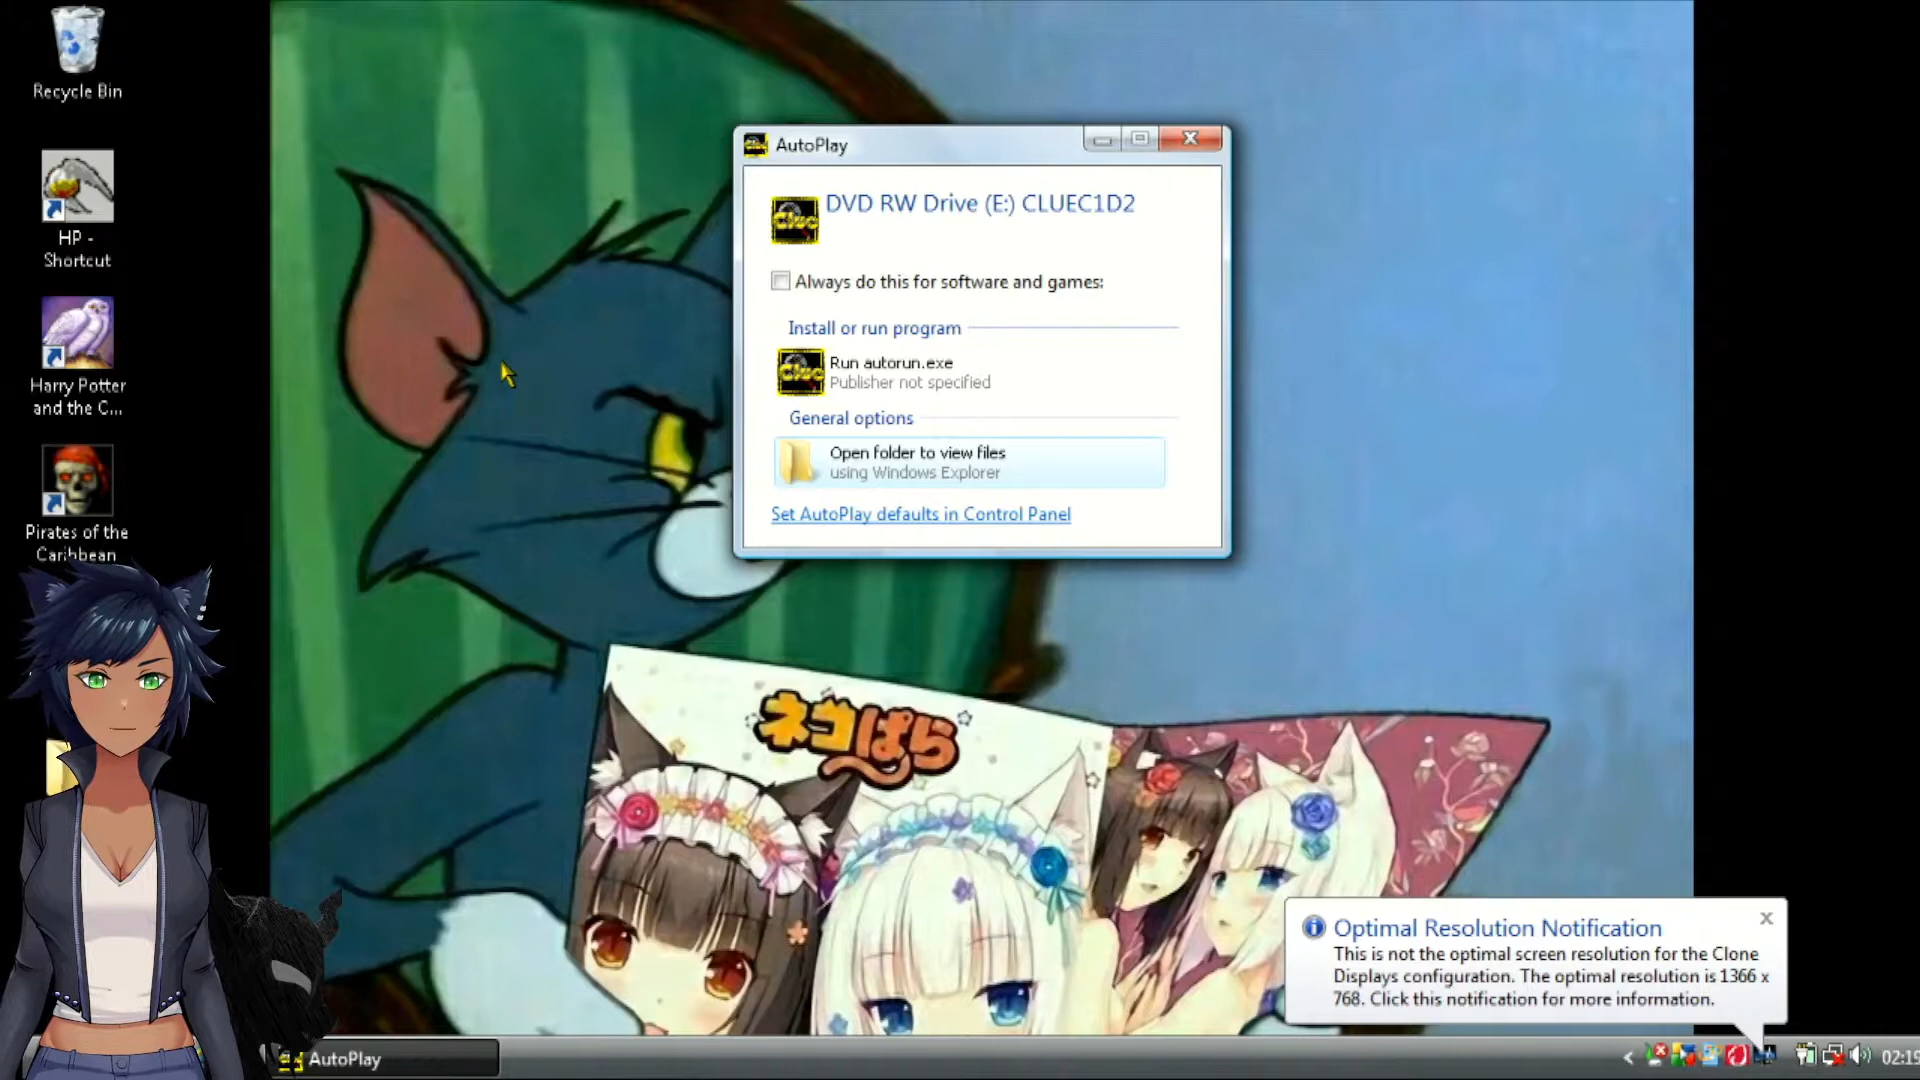 Recycle Bin
HP -
Shortcut
Harry Potter
and the C...
Pirates of the
Caribbean
AutoPlay
DVD RW Drive (E:) CLUEC1D2
Always do this for software and games:
Install or run program
Run autorun.exe
Publisher not specified
General options
Open folder to view files
using Windows Explorer
Set AutoPlay defaults in Control Panel
ネコぱら
Optimal Resolution Notification
This is not the optimal screen resolution for the Clone
Displays configuration. The optimal resolution is 1366 x
768. Click this notification for more information.
AutoPlay
02:19